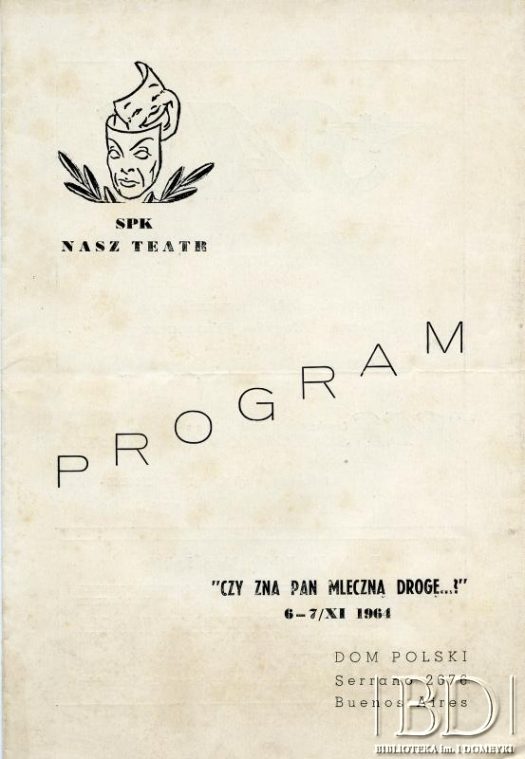 SPK
NASZ TEATR
PROGRAM
"CZY ZNA PAN MLECZNĄ DROGĘ...?"
6–7/XI 1964
DOM POLSKI
Serrano 2676
Buenos Aires
|BD|
BIBLIOTEKA im. I DOMEYKI